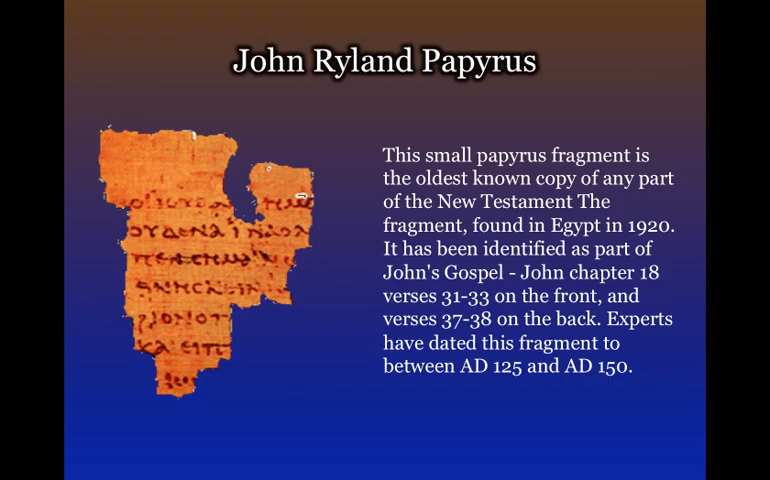 John Ryland Papyrus
This small papyrus fragment is
the oldest known copy of any part
of the New Testament The
fragment, found in Egypt in 1920.
It has been identified as part of
John's Gospel - John chapter 18
verses 31-33 on the front, and
verses 37-38 on the back. Experts
have dated this fragment to
between AD 125 and AD 150.